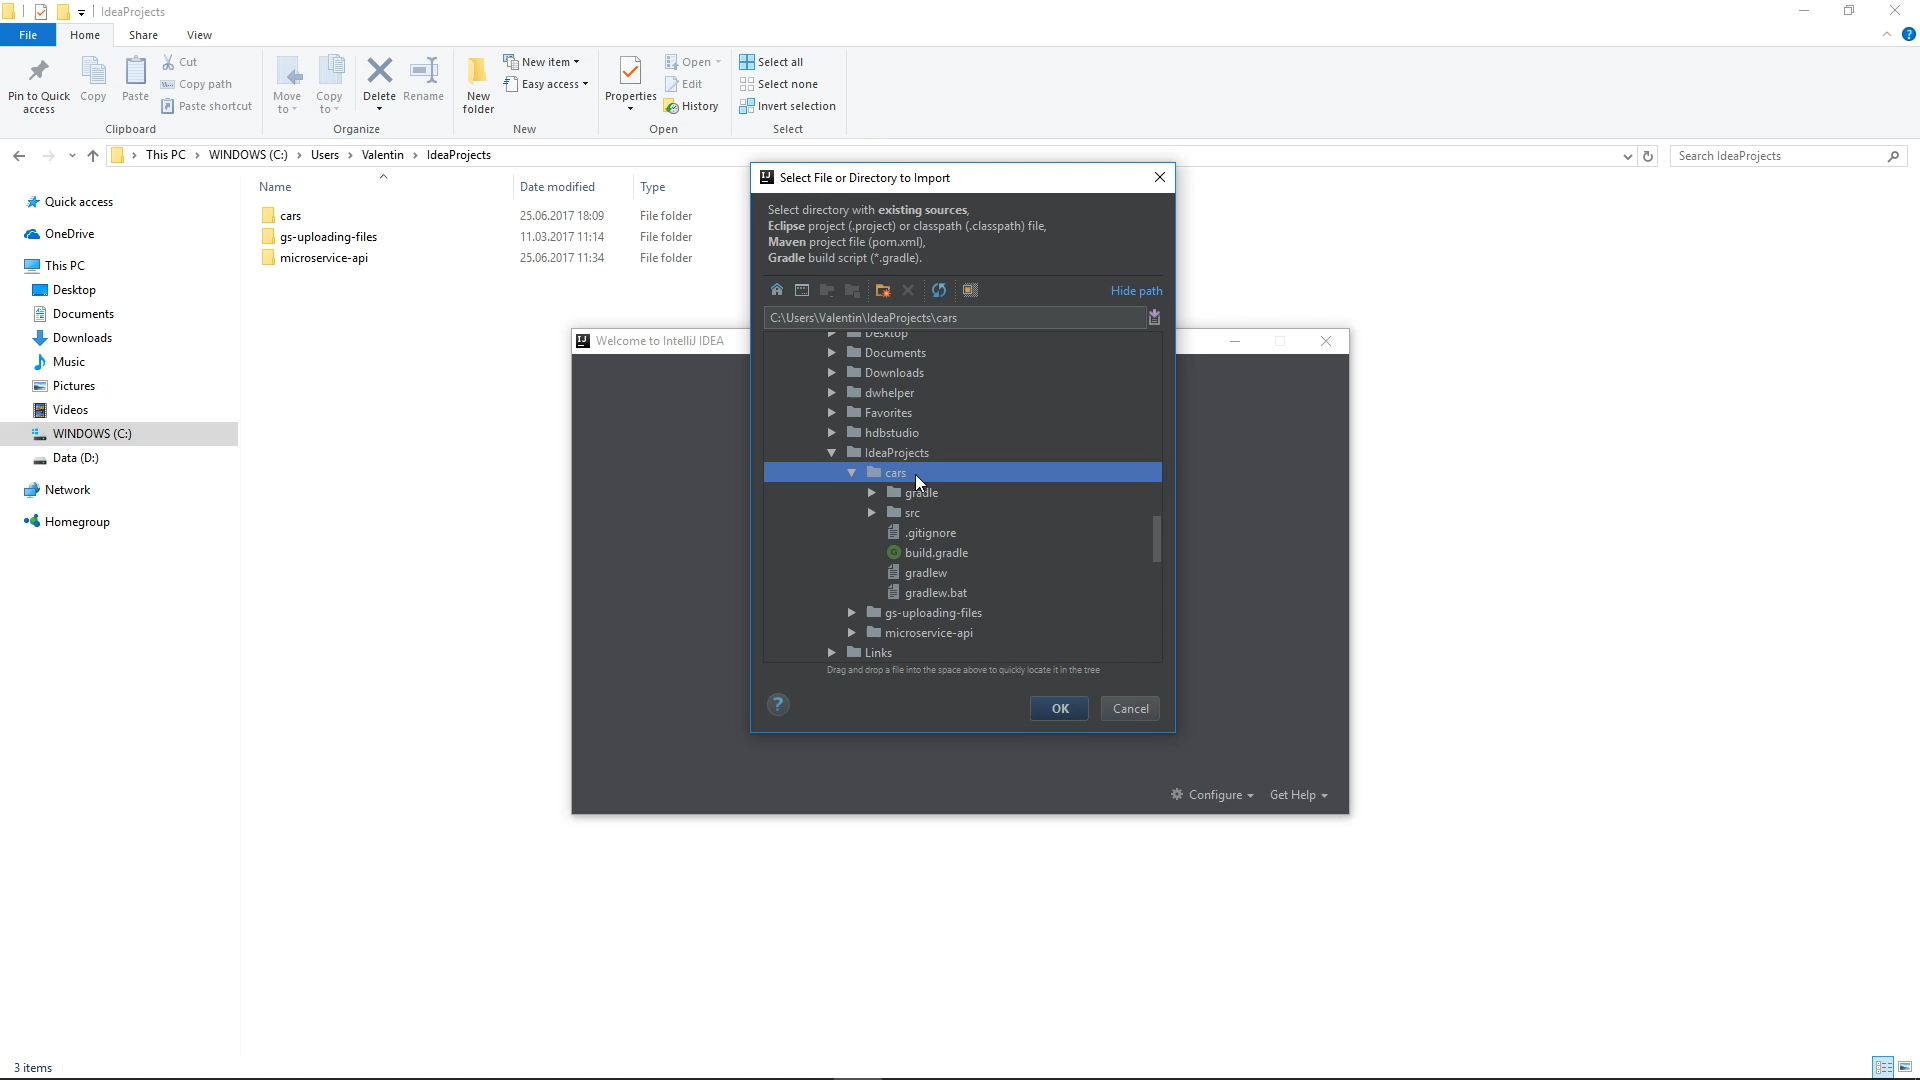 IdeaProjects
File Home Share View
Pin to Quick access
Copy
Paste
Cut
Copy path
Paste shortcut
Clipboard
Move to
Copy to
Delete
Rename
Organize
New folder
New item
Easy access
New
Properties
Open
Edit
History
Open
Select all
Select none
Invert selection
Select
This PC > WINDOWS (C:) > Users > Valentin > IdeaProjects
Search IdeaProjects
Quick access
OneDrive
This PC
Desktop
Documents
Downloads
Music
Pictures
Videos
WINDOWS (C:)
Data (D:)
Network
Homegroup
Name Date modified Type
cars 25.06.2017 18:09 File folder
gs-uploading-files 11.03.2017 11:14 File folder
microservice-api 25.06.2017 11:34 File folder
Welcome to IntelliJ IDEA
Select File or Directory to Import
Select directory with existing sources,
Eclipse project (.project) or classpath (.classpath) file,
Maven project file (pom.xml),
Gradle build script (*.gradle).
Hide path
C:\Users\Valentin\IdeaProjects\cars
Desktop
Documents
Downloads
dwhelper
Favorites
hdbstudio
IdeaProjects
cars
gradle
src
.gitignore
build.gradle
gradlew
gradlew.bat
gs-uploading-files
microservice-api
Links
Drag and drop a file into the space above to quickly locate it in the tree
?
OK
Cancel
Configure
Get Help
3 items